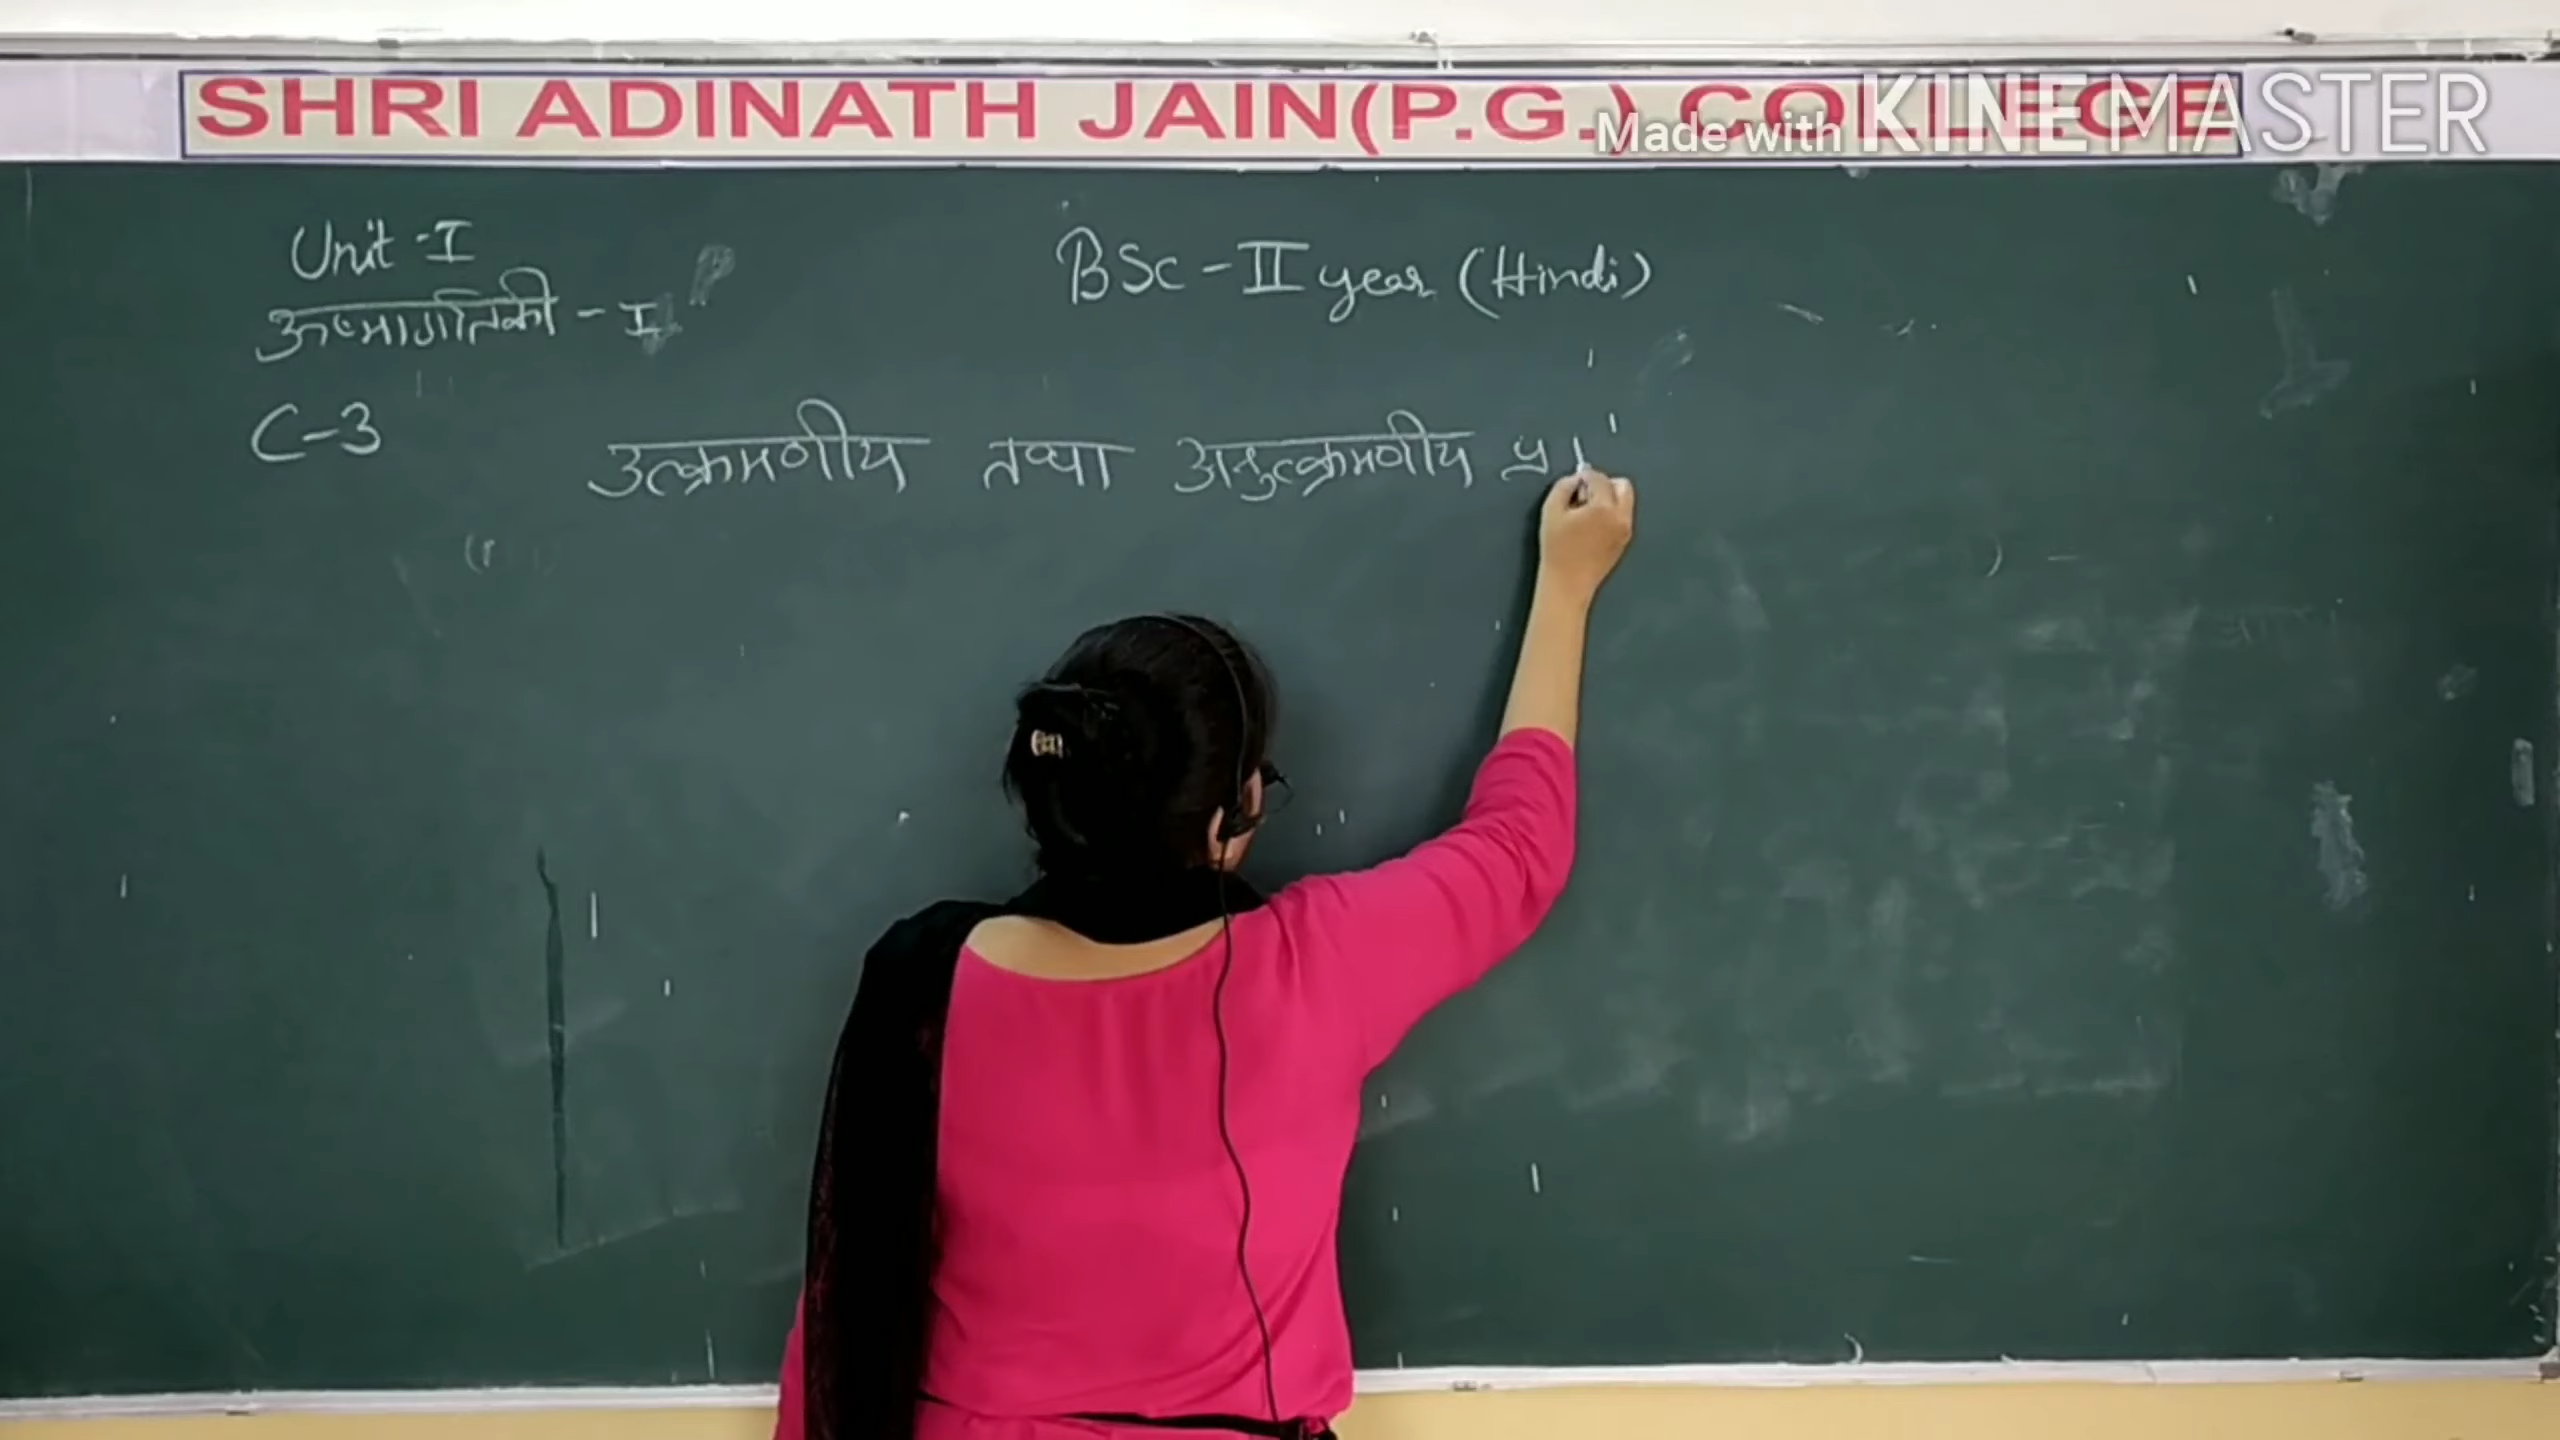 SHRI ADINATH JAIN(P.G.) COLLEGE
Made with KINEMASTER
Unit - I
BSc - II year (Hindi)
ऊष्मागतिकी - I
C-3
उत्क्रमणीय तथा अनुत्क्रमणीय प्र